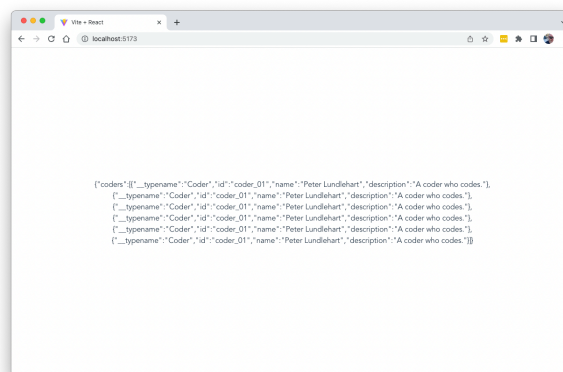 Vite + React
localhost:5173
{"coders":[{"__typename":"Coder","id":"coder_01","name":"Peter Lundlehart","description":"A coder who codes."},
{"__typename":"Coder","id":"coder_01","name":"Peter Lundlehart","description":"A coder who codes."},
{"__typename":"Coder","id":"coder_01","name":"Peter Lundlehart","description":"A coder who codes."},
{"__typename":"Coder","id":"coder_01","name":"Peter Lundlehart","description":"A coder who codes."},
{"__typename":"Coder","id":"coder_01","name":"Peter Lundlehart","description":"A coder who codes."},
{"__typename":"Coder","id":"coder_01","name":"Peter Lundlehart","description":"A coder who codes."}]}